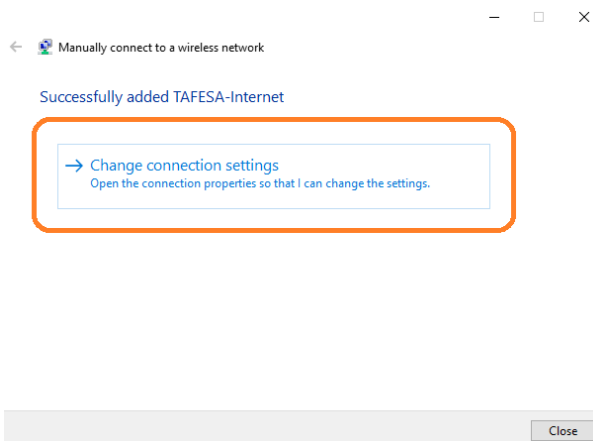 Manually connect to a wireless network
Successfully added TAFESA-Internet
Change connection settings
Open the connection properties so that I can change the settings.
Close